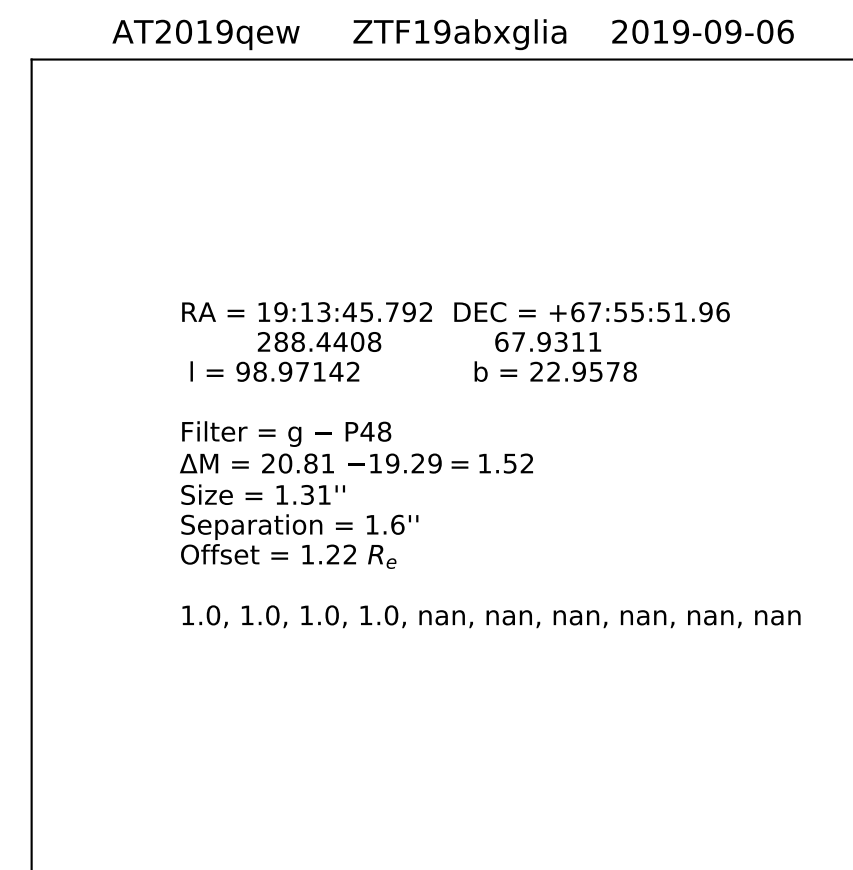 AT2019qew ZTF19abxglia 2019-09-06
RA = 19:13:45.792 DEC = +67:55:51.96
288.4408 67.9311
l = 98.97142 b = 22.9578
Filter = g − P48
ΔM = 20.81 −19.29 = 1.52
Size = 1.31''
Separation = 1.6''
Offset = 1.22 Rₑ
1.0, 1.0, 1.0, 1.0, nan, nan, nan, nan, nan, nan